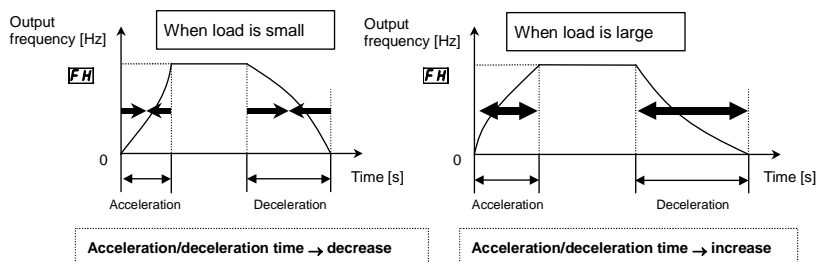 Output
frequency [Hz]
When load is small
FH
0
Time [s]
Acceleration
Deceleration
Acceleration/deceleration time → decrease
Output
frequency [Hz]
When load is large
FH
0
Time [s]
Acceleration
Deceleration
Acceleration/deceleration time → increase